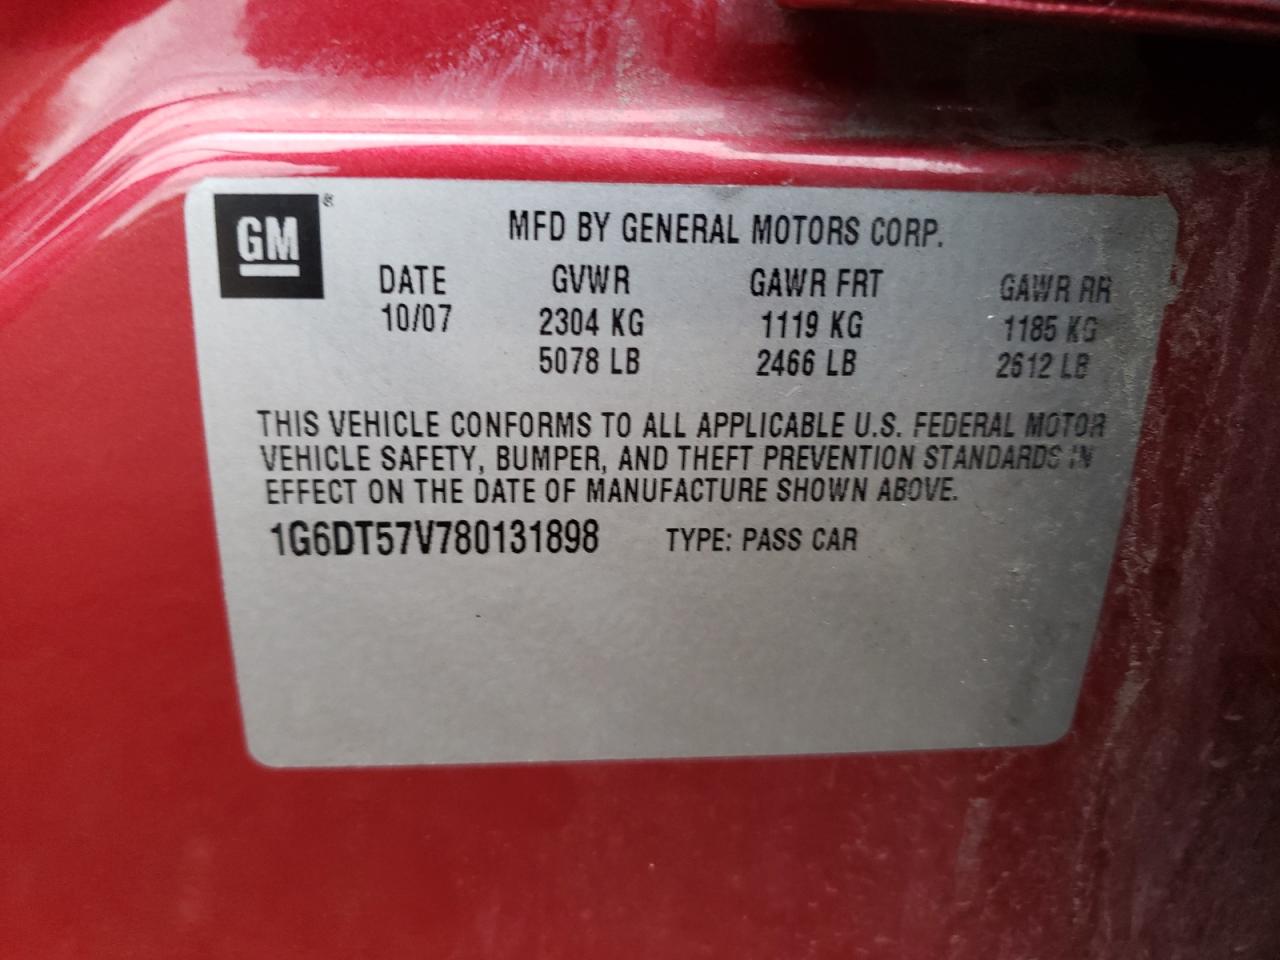 GM®
MFD BY GENERAL MOTORS CORP.
DATE GVWR GAWR FRT GAWR RR
10/07 2304 KG 1119 KG 1185 KG
5078 LB 2466 LB 2612 LB
THIS VEHICLE CONFORMS TO ALL APPLICABLE U.S. FEDERAL MOTOR
VEHICLE SAFETY, BUMPER, AND THEFT PREVENTION STANDARDS IN
EFFECT ON THE DATE OF MANUFACTURE SHOWN ABOVE.
1G6DT57V780131898 TYPE: PASS CAR